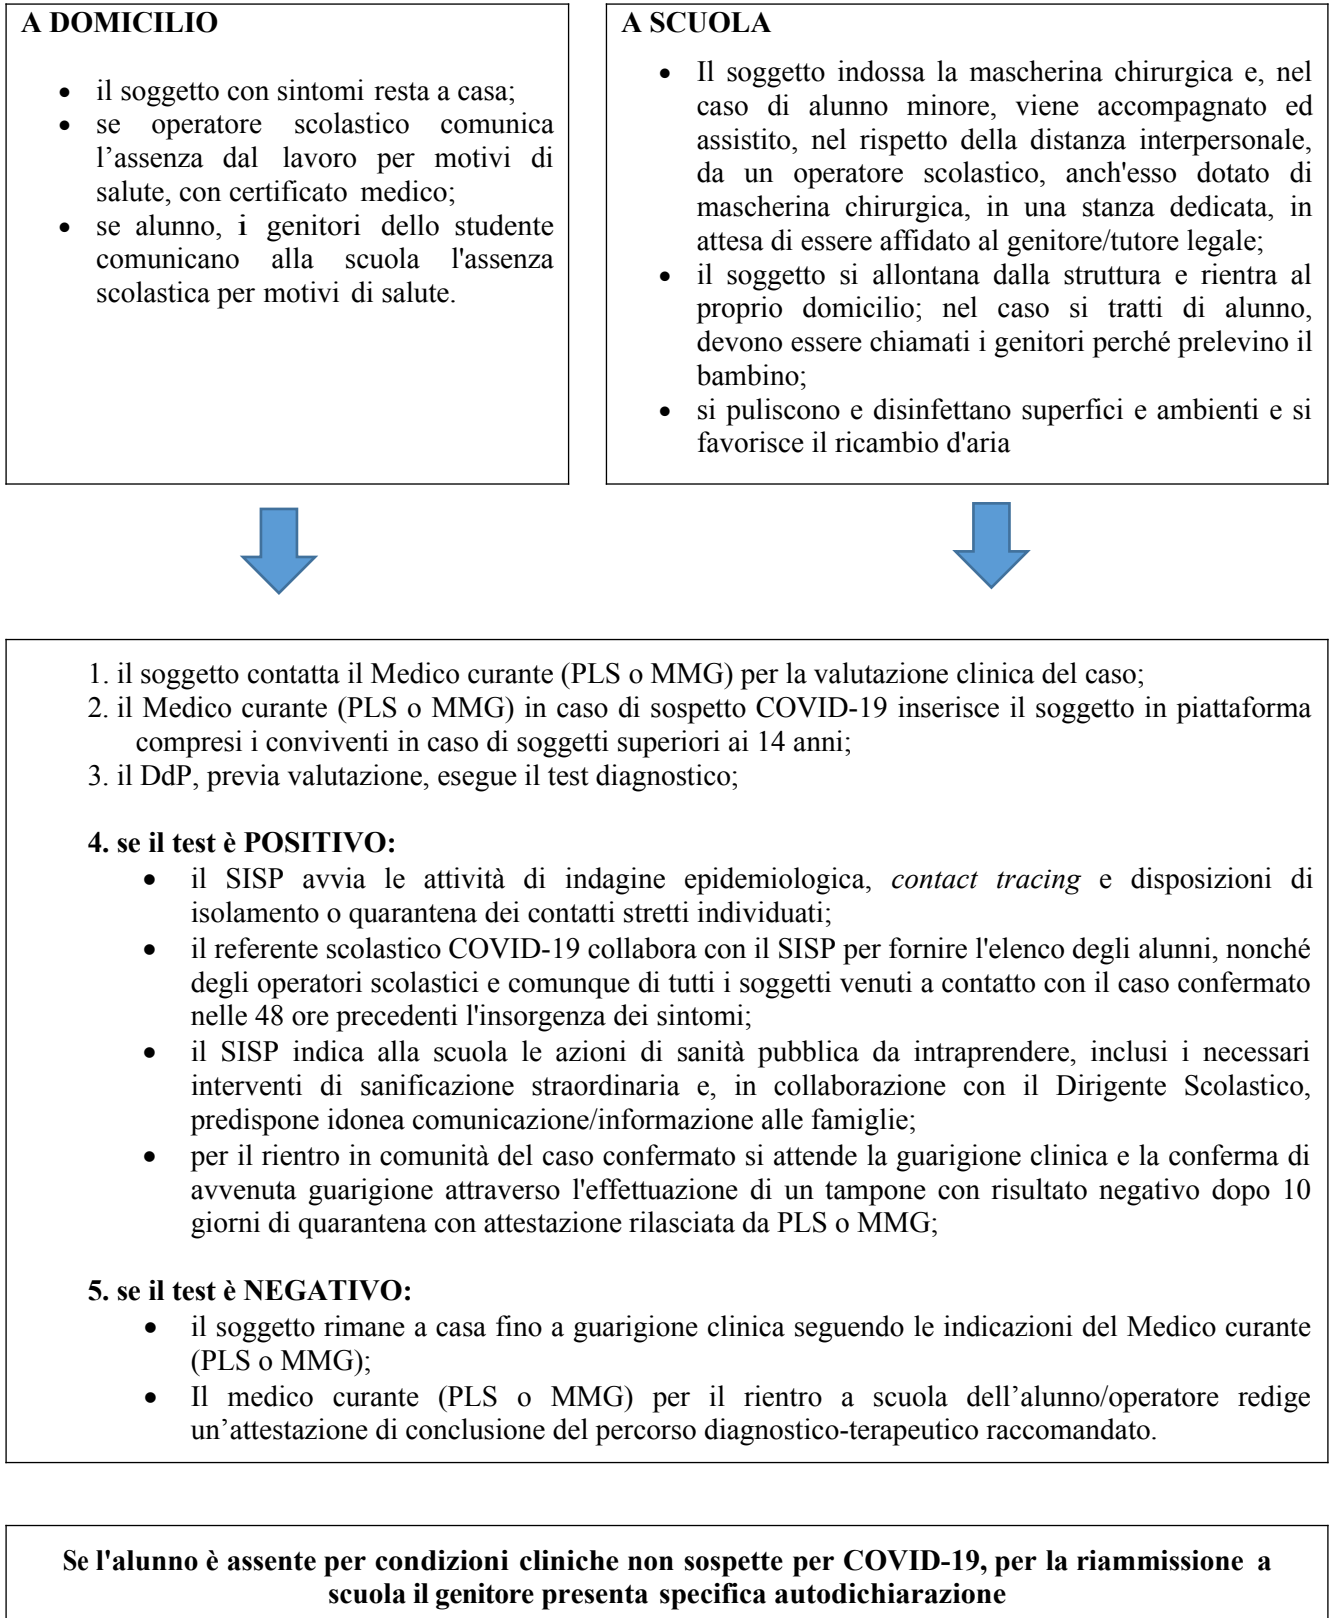 A DOMICILIO
• il soggetto con sintomi resta a casa;
• se operatore scolastico comunica
l’assenza dal lavoro per motivi di
salute, con certificato medico;
• se alunno, i genitori dello studente
comunicano alla scuola l'assenza
scolastica per motivi di salute.
A SCUOLA
• Il soggetto indossa la mascherina chirurgica e, nel
caso di alunno minore, viene accompagnato ed
assistito, nel rispetto della distanza interpersonale,
da un operatore scolastico, anch'esso dotato di
mascherina chirurgica, in una stanza dedicata, in
attesa di essere affidato al genitore/tutore legale;
• il soggetto si allontana dalla struttura e rientra al
proprio domicilio; nel caso si tratti di alunno,
devono essere chiamati i genitori perché prelevino il
bambino;
• si puliscono e disinfettano superfici e ambienti e si
favorisce il ricambio d'aria
1. il soggetto contatta il Medico curante (PLS o MMG) per la valutazione clinica del caso;
2. il Medico curante (PLS o MMG) in caso di sospetto COVID-19 inserisce il soggetto in piattaforma
compresi i conviventi in caso di soggetti superiori ai 14 anni;
3. il DdP, previa valutazione, esegue il test diagnostico;
4. se il test è POSITIVO:
• il SISP avvia le attività di indagine epidemiologica, contact tracing e disposizioni di
isolamento o quarantena dei contatti stretti individuati;
• il referente scolastico COVID-19 collabora con il SISP per fornire l'elenco degli alunni, nonché
degli operatori scolastici e comunque di tutti i soggetti venuti a contatto con il caso confermato
nelle 48 ore precedenti l'insorgenza dei sintomi;
• il SISP indica alla scuola le azioni di sanità pubblica da intraprendere, inclusi i necessari
interventi di sanificazione straordinaria e, in collaborazione con il Dirigente Scolastico,
predispone idonea comunicazione/informazione alle famiglie;
• per il rientro in comunità del caso confermato si attende la guarigione clinica e la conferma di
avvenuta guarigione attraverso l'effettuazione di un tampone con risultato negativo dopo 10
giorni di quarantena con attestazione rilasciata da PLS o MMG;
5. se il test è NEGATIVO:
• il soggetto rimane a casa fino a guarigione clinica seguendo le indicazioni del Medico curante
(PLS o MMG);
• Il medico curante (PLS o MMG) per il rientro a scuola dell’alunno/operatore redige
un’attestazione di conclusione del percorso diagnostico-terapeutico raccomandato.
Se l'alunno è assente per condizioni cliniche non sospette per COVID-19, per la riammissione a
scuola il genitore presenta specifica autodichiarazione